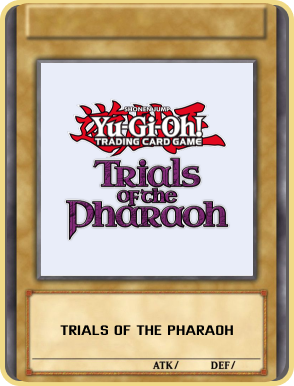 SHONEN JUMP
Yu-Gi-Oh!
TRADING CARD GAME
Trials
of the
Pharaoh
TRIALS OF THE PHARAOH
ATK/ DEF/